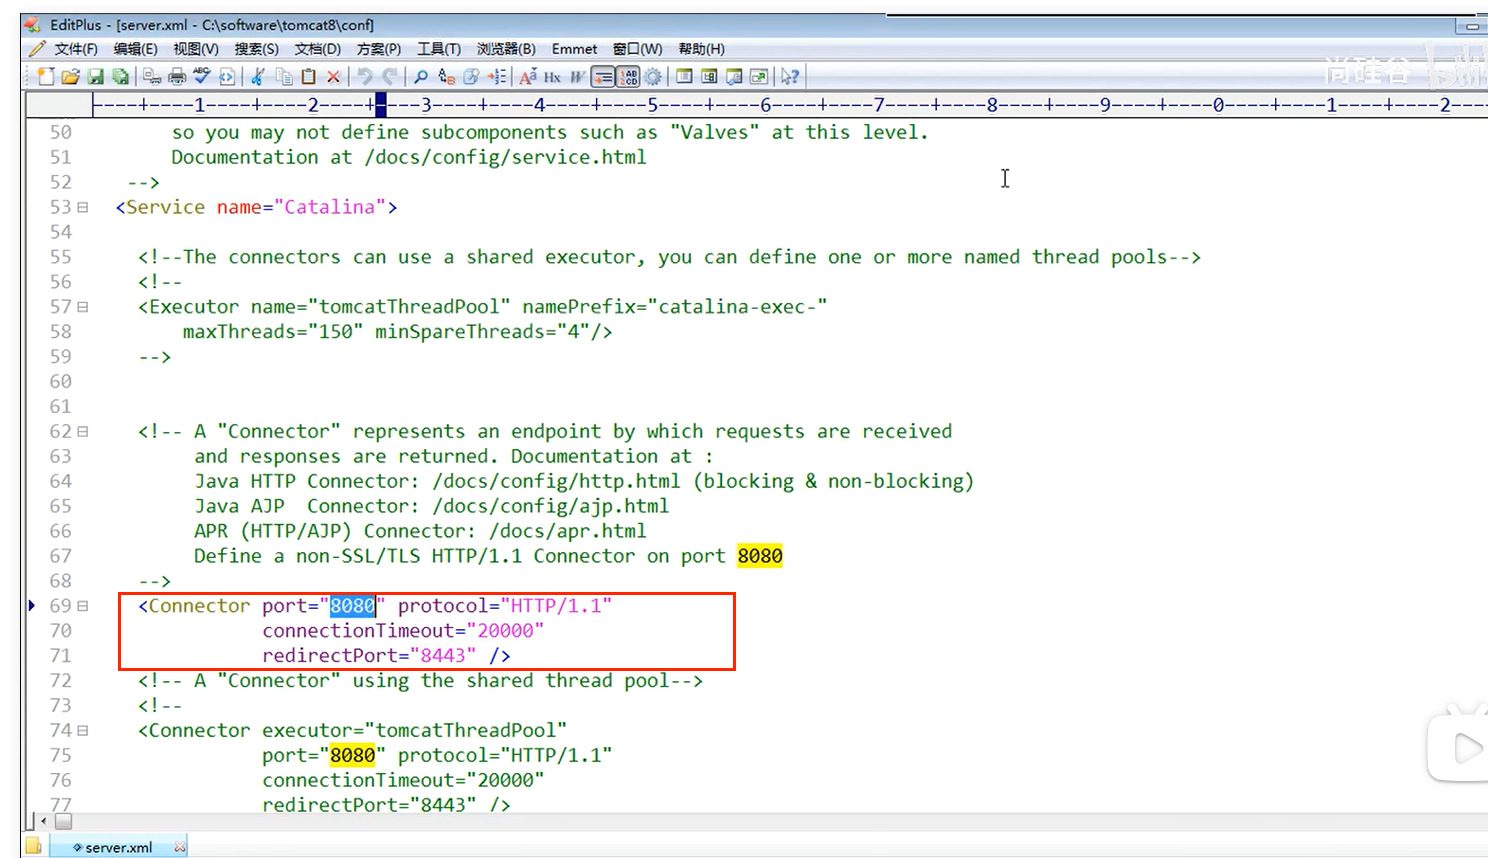 EditPlus - [server.xml - C:\software\tomcat8\conf]
文件(F) 编辑(E) 视图(V) 搜索(S) 文档(D) 方案(P) 工具(T) 浏览器(B) Emmet 窗口(W) 帮助(H)
尚硅谷
----+----1----+----2----+----3----+----4----+----5----+----6----+----7----+----8----+----9----+----0----+----1----+----2----
50 so you may not define subcomponents such as "Valves" at this level.
51 Documentation at /docs/config/service.html
52 -->
53 <Service name="Catalina">
54
55 <!--The connectors can use a shared executor, you can define one or more named thread pools-->
56 <!--
57 <Executor name="tomcatThreadPool" namePrefix="catalina-exec-"
58 maxThreads="150" minSpareThreads="4"/>
59 -->
60
61
62 <!-- A "Connector" represents an endpoint by which requests are received
63 and responses are returned. Documentation at :
64 Java HTTP Connector: /docs/config/http.html (blocking & non-blocking)
65 Java AJP  Connector: /docs/config/ajp.html
66 APR (HTTP/AJP) Connector: /docs/apr.html
67 Define a non-SSL/TLS HTTP/1.1 Connector on port 8080
68 -->
69 <Connector port="8080" protocol="HTTP/1.1"
70 connectionTimeout="20000"
71 redirectPort="8443" />
72 <!-- A "Connector" using the shared thread pool-->
73 <!--
74 <Connector executor="tomcatThreadPool"
75 port="8080" protocol="HTTP/1.1"
76 connectionTimeout="20000"
77 redirectPort="8443" />
server.xml